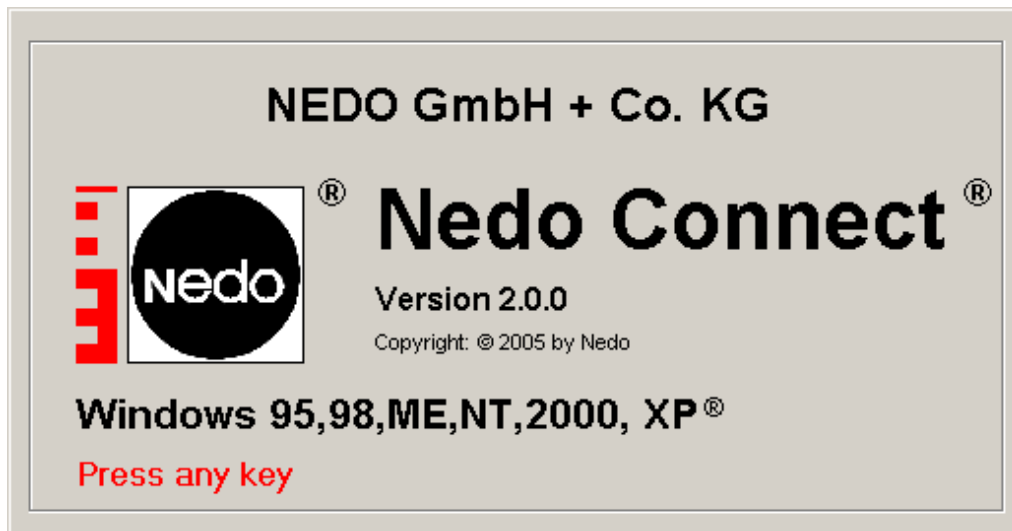 NEDO GmbH + Co. KG
Nedo ® Nedo Connect ®
Version 2.0.0
Copyright: © 2005 by Nedo
Windows 95,98,ME,NT,2000, XP®
Press any key